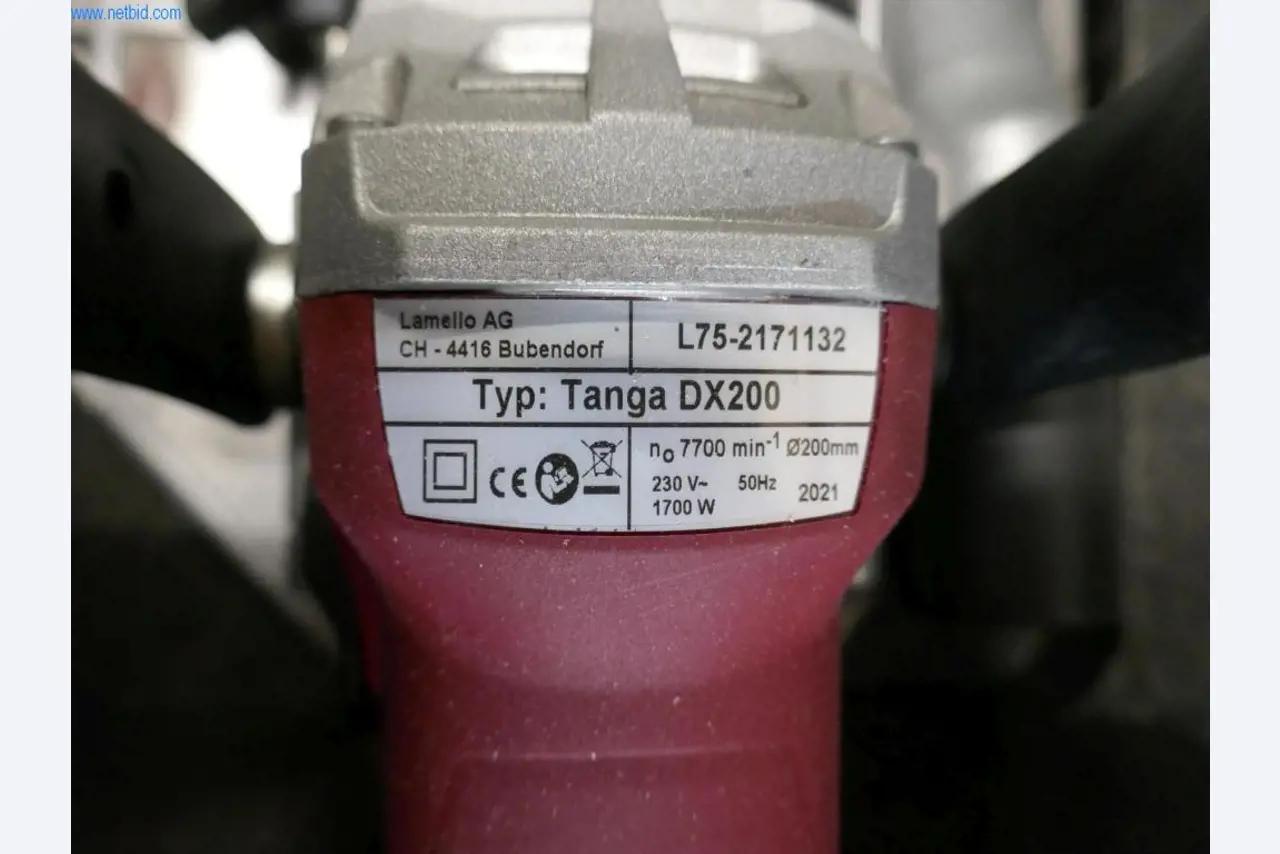 www.netbid.com
Lamello AG
CH - 4416 Bubendorf
L75-2171132
Typ: Tanga DX200
CE
n₀ 7700 min⁻¹ Ø200mm
230 V~ 50Hz
1700 W 2021